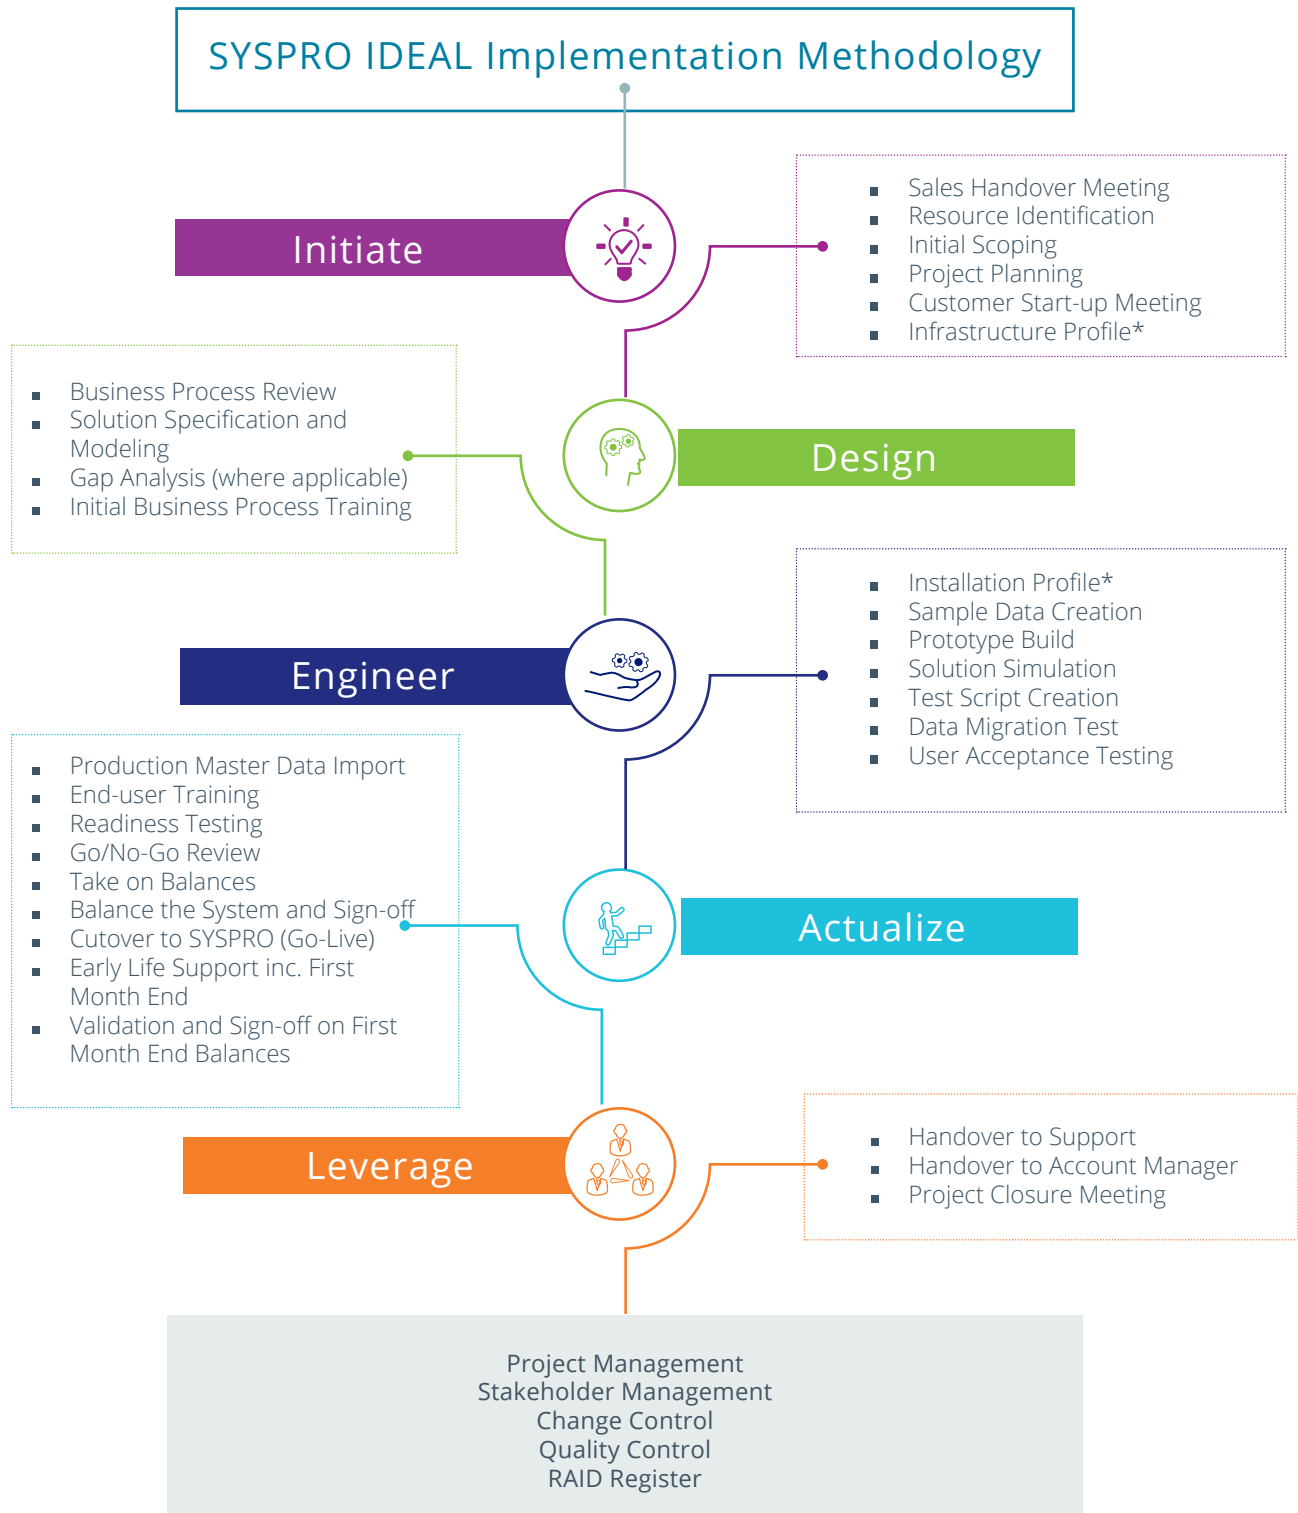 SYSPRO IDEAL Implementation Methodology
Initiate
Sales Handover Meeting
Resource Identification
Initial Scoping
Project Planning
Customer Start-up Meeting
Infrastructure Profile*
Design
Business Process Review
Solution Specification and
Modeling
Gap Analysis (where applicable)
Initial Business Process Training
Engineer
Installation Profile*
Sample Data Creation
Prototype Build
Solution Simulation
Test Script Creation
Data Migration Test
User Acceptance Testing
Actualize
Production Master Data Import
End-user Training
Readiness Testing
Go/No-Go Review
Take on Balances
Balance the System and Sign-off
Cutover to SYSPRO (Go-Live)
Early Life Support inc. First
Month End
Validation and Sign-off on First
Month End Balances
Leverage
Handover to Support
Handover to Account Manager
Project Closure Meeting
Project Management
Stakeholder Management
Change Control
Quality Control
RAID Register